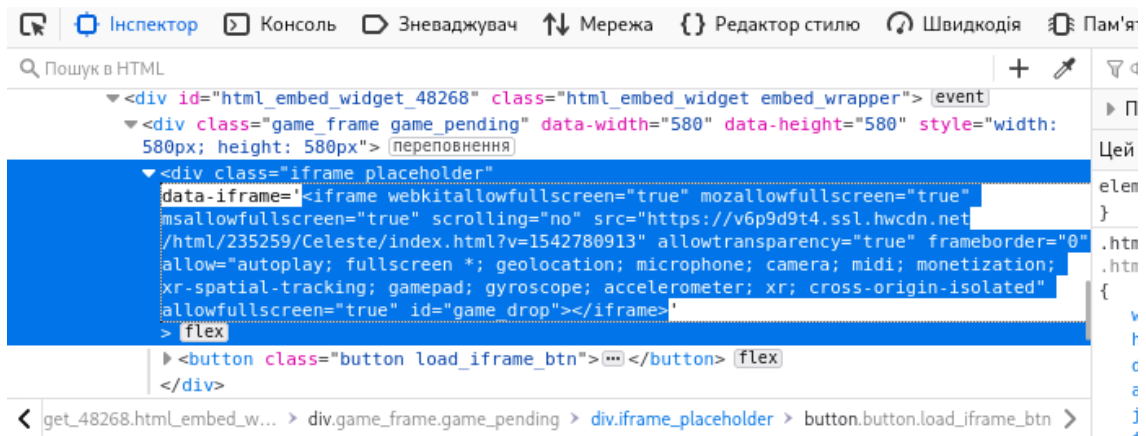 Інспектор Консоль Зневаджувач Мережа Редактор стилю Швидкодія Пам'я
Пошук в HTML
<div id="html_embed_widget_48268" class="html_embed_widget embed_wrapper"> event
<div class="game_frame game_pending" data-width="580" data-height="580" style="width:
580px; height: 580px"> переповнення
Цей
<div class="iframe_placeholder"
data-iframe='<iframe webkitallowfullscreen="true" mozallowfullscreen="true"
msallowfullscreen="true" scrolling="no" src="https://v6p9d9t4.ssl.hwcdn.net
/html/235259/Celeste/index.html?v=1542780913" allowtransparency="true" frameborder="0"
allow="autoplay; fullscreen *; geolocation; microphone; camera; midi; monetization;
xr-spatial-tracking; gamepad; gyroscope; accelerometer; xr; cross-origin-isolated"
allowfullscreen="true" id="game_drop"></iframe>'
> flex
<button class="button load_iframe_btn">⋯</button> flex
</div>
elem
}
.htm
.htm
{
get_48268.html_embed_w... > div.game_frame.game_pending > div.iframe_placeholder > button.button.load_iframe_btn